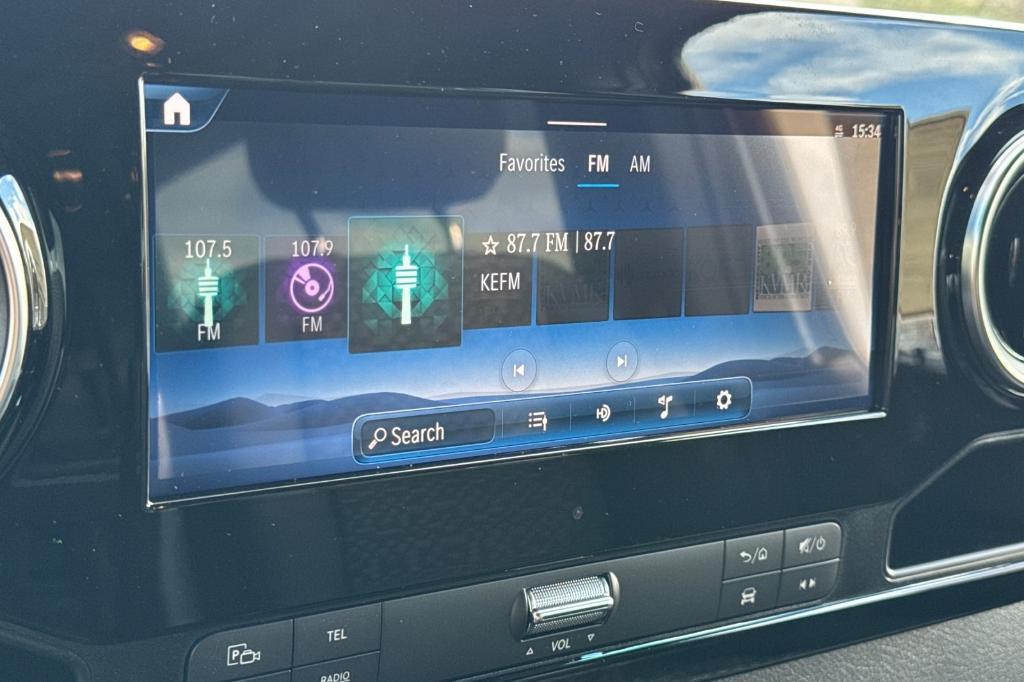 15:34
Favorites FM AM
107.5
FM
107.9
FM
☆ 87.7 FM | 87.7
KEFM
Search
TEL
RADIO
VOL